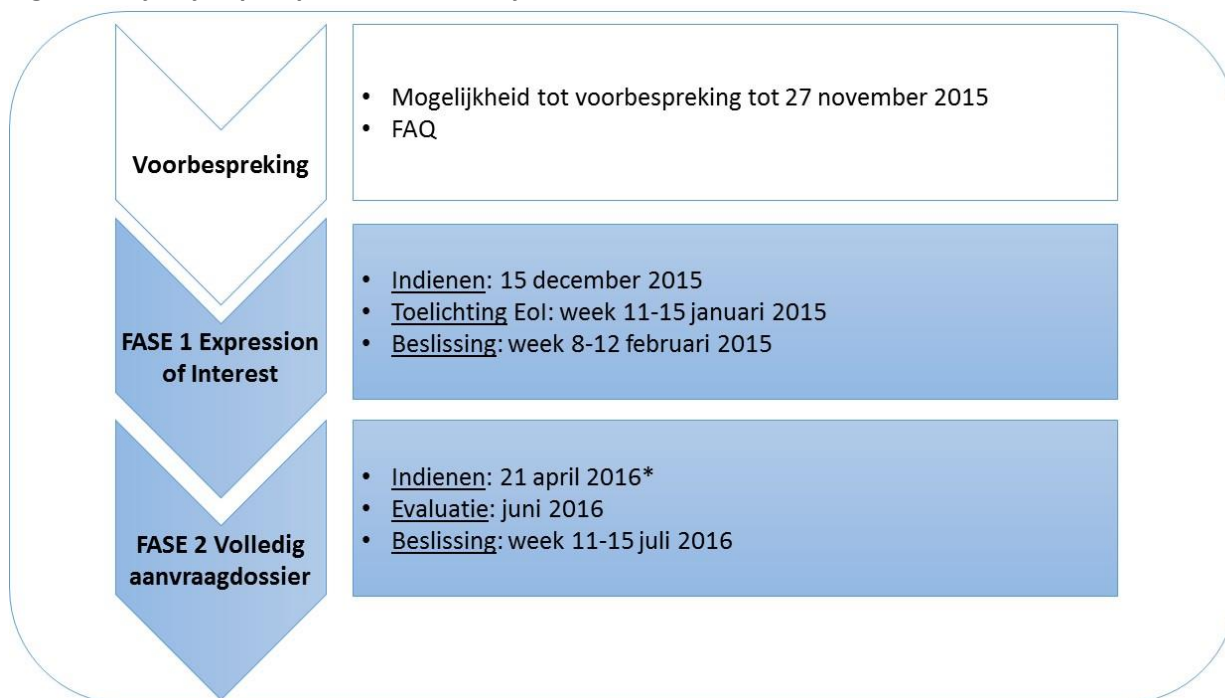 Voorbespreking
• Mogelijkheid tot voorbespreking tot 27 november 2015
• FAQ
FASE 1 Expression
of Interest
• Indienen: 15 december 2015
• Toelichting EoI: week 11-15 januari 2015
• Beslissing: week 8-12 februari 2015
FASE 2 Volledig
aanvraagdossier
• Indienen: 21 april 2016*
• Evaluatie: juni 2016
• Beslissing: week 11-15 juli 2016